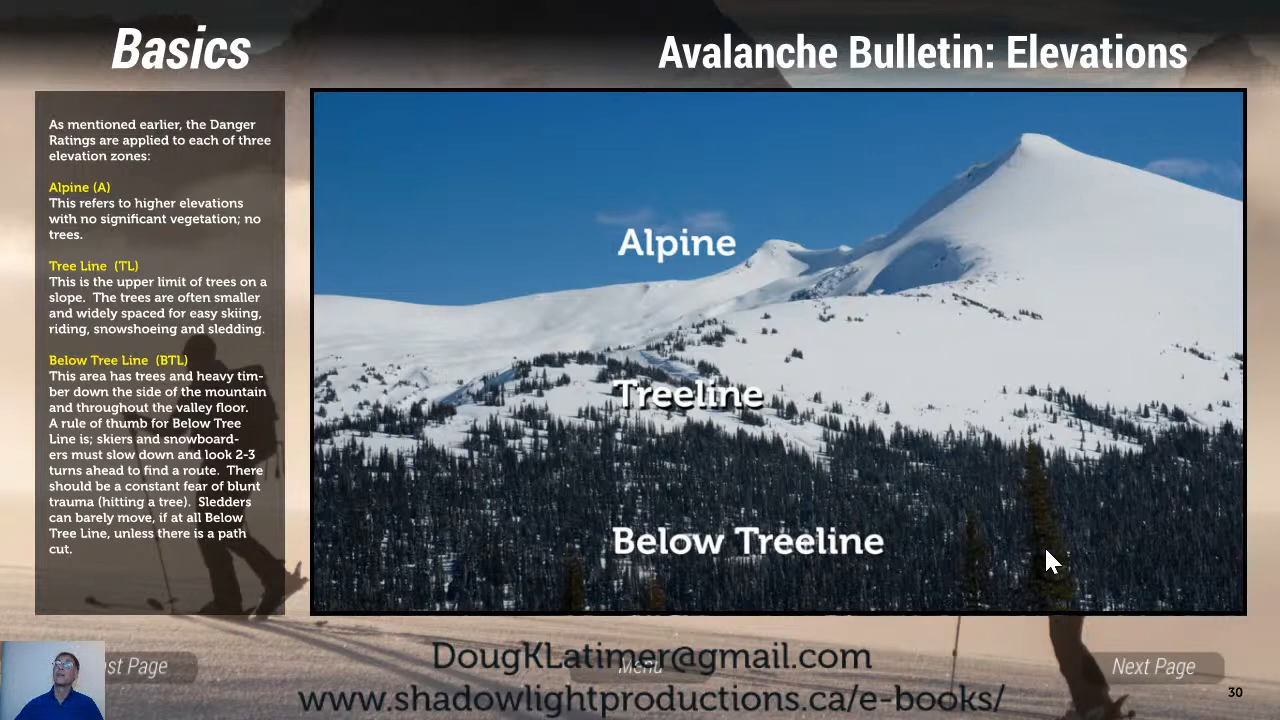 Basics
Avalanche Bulletin: Elevations
As mentioned earlier, the Danger
Ratings are applied to each of three
elevation zones:
Alpine (A)
This refers to higher elevations
with no significant vegetation; no
trees.
Tree Line  (TL)
This is the upper limit of trees on a
slope.  The trees are often smaller
and widely spaced for easy skiing,
riding, snowshoeing and sledding.
Below Tree Line  (BTL)
This area has trees and heavy tim-
ber down the side of the mountain
and throughout the valley floor.
A rule of thumb for Below Tree
Line is; skiers and snowboard-
ers must slow down and look 2-3
turns ahead to find a route.  There
should be a constant fear of blunt
trauma (hitting a tree).  Sledders
can barely move, if at all Below
Tree Line, unless there is a path
cut.
Alpine
Treeline
Below Treeline
DougKLatimer@gmail.com
ast Page
Menu
Next Page
www.shadowlightproductions.ca/e-books/
30